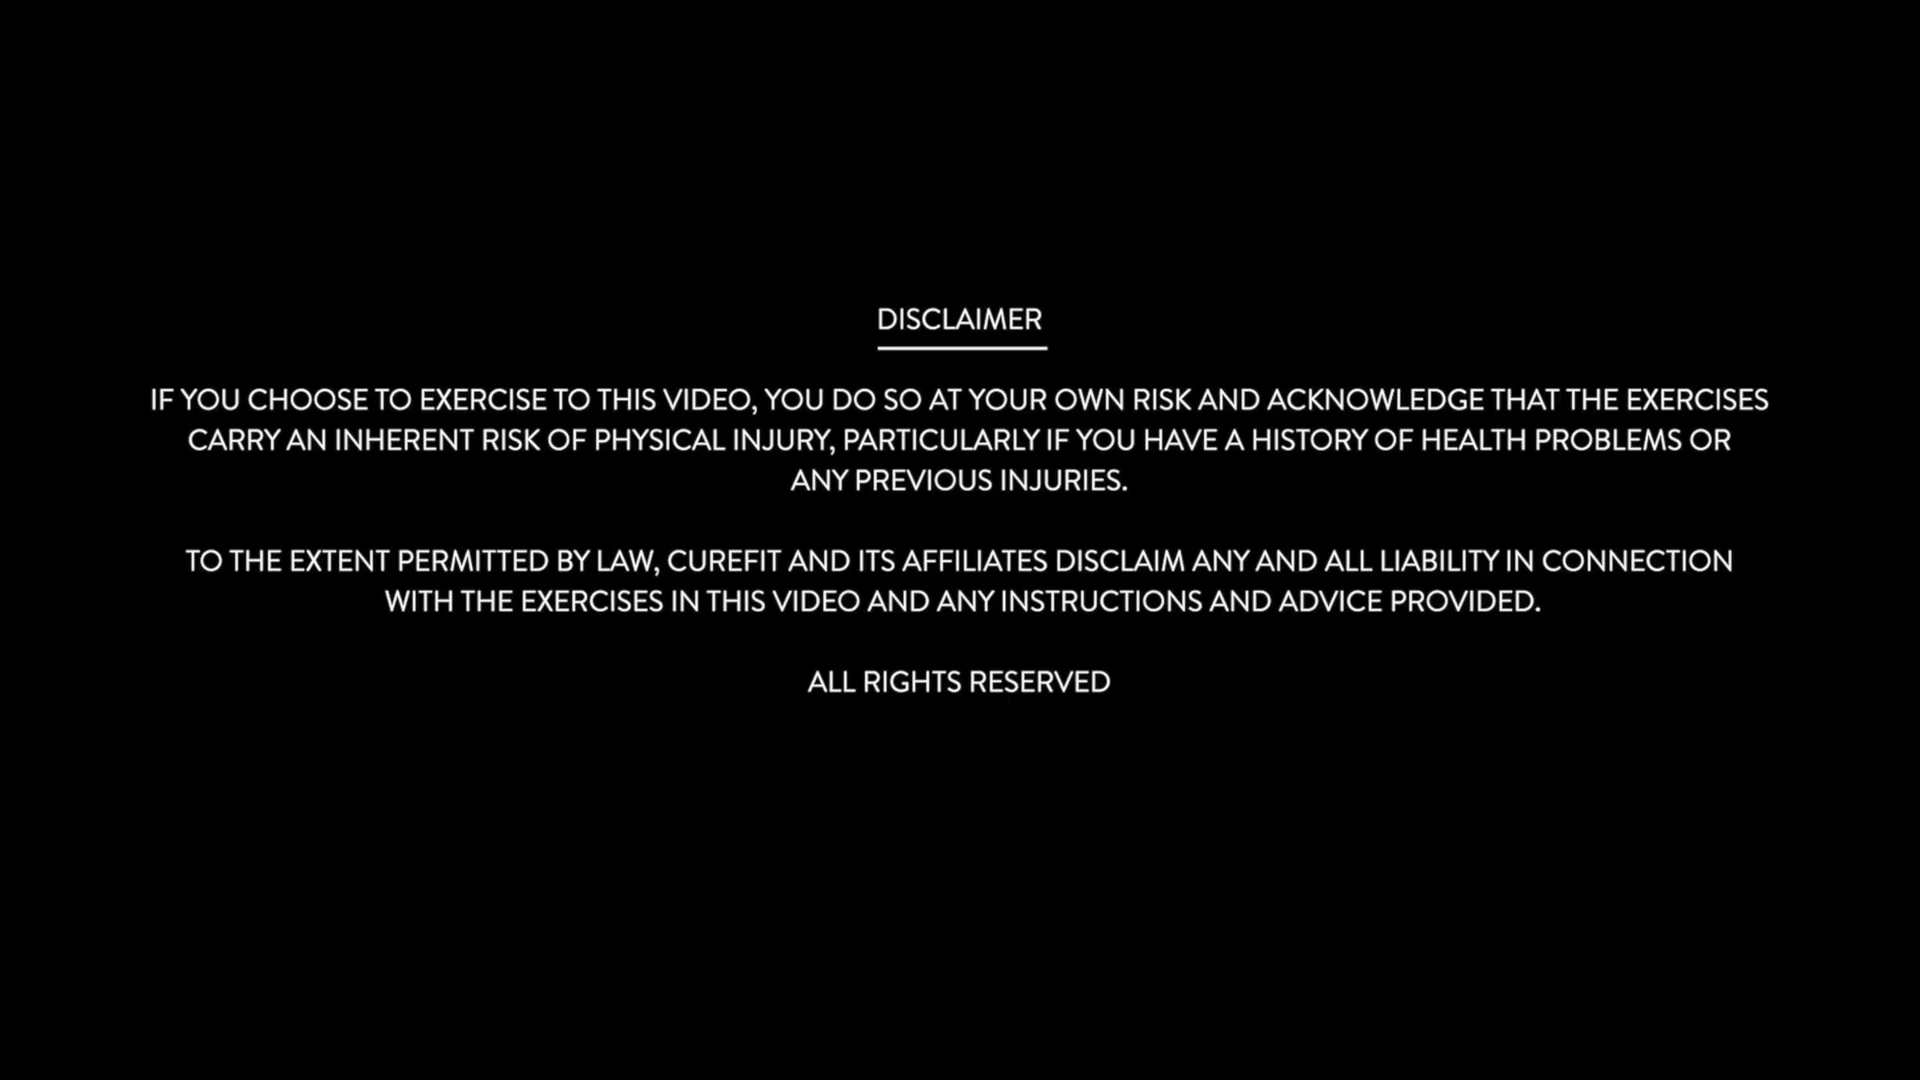 DISCLAIMER
IF YOU CHOOSE TO EXERCISE TO THIS VIDEO, YOU DO SO AT YOUR OWN RISK AND ACKNOWLEDGE THAT THE EXERCISES
CARRY AN INHERENT RISK OF PHYSICAL INJURY, PARTICULARLY IF YOU HAVE A HISTORY OF HEALTH PROBLEMS OR
ANY PREVIOUS INJURIES.
TO THE EXTENT PERMITTED BY LAW, CUREFIT AND ITS AFFILIATES DISCLAIM ANY AND ALL LIABILITY IN CONNECTION
WITH THE EXERCISES IN THIS VIDEO AND ANY INSTRUCTIONS AND ADVICE PROVIDED.
ALL RIGHTS RESERVED